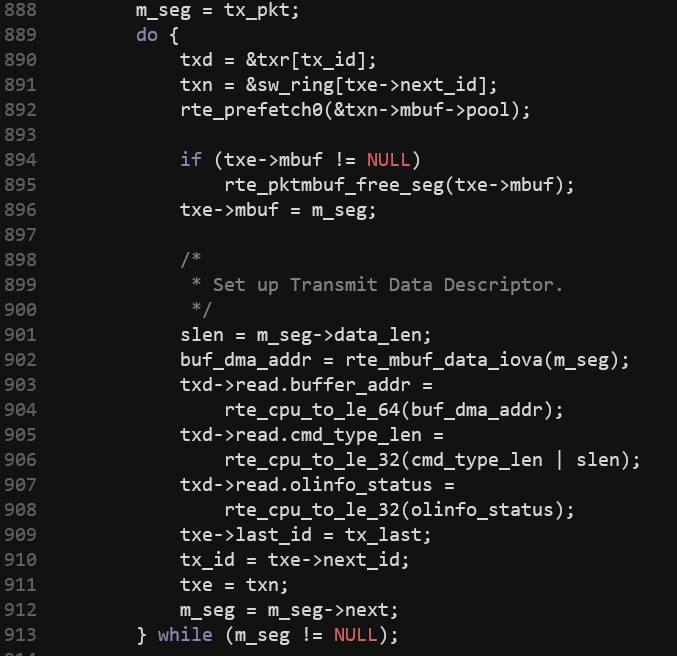 888 m_seg = tx_pkt;
889 do {
890 txd = &txr[tx_id];
891 txn = &sw_ring[txe->next_id];
892 rte_prefetch0(&txn->mbuf->pool);
893
894 if (txe->mbuf != NULL)
895 rte_pktmbuf_free_seg(txe->mbuf);
896 txe->mbuf = m_seg;
897
898 /*
899 * Set up Transmit Data Descriptor.
900 */
901 slen = m_seg->data_len;
902 buf_dma_addr = rte_mbuf_data_iova(m_seg);
903 txd->read.buffer_addr =
904 rte_cpu_to_le_64(buf_dma_addr);
905 txd->read.cmd_type_len =
906 rte_cpu_to_le_32(cmd_type_len | slen);
907 txd->read.olinfo_status =
908 rte_cpu_to_le_32(olinfo_status);
909 txe->last_id = tx_last;
910 tx_id = txe->next_id;
911 txe = txn;
912 m_seg = m_seg->next;
913 } while (m_seg != NULL);